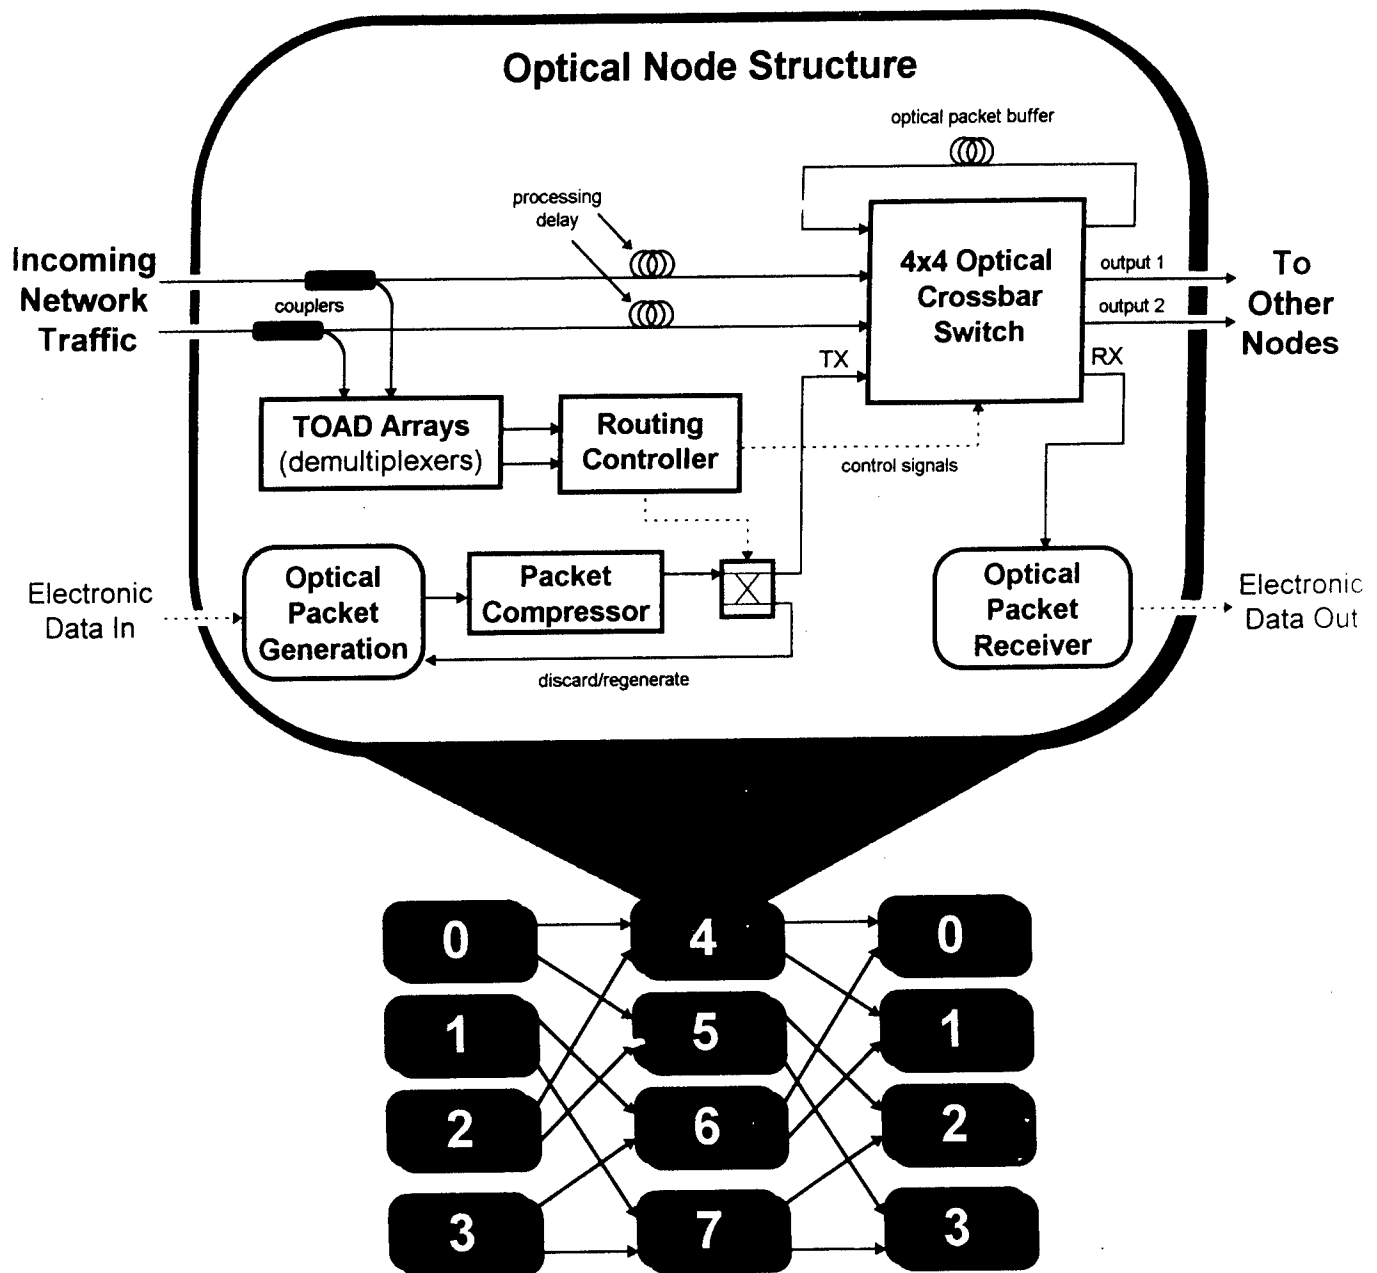 Optical Node Structure
optical packet buffer
processing
delay
Incoming
Network
Traffic
couplers
4x4 Optical
Crossbar
Switch
output 1
output 2
To
Other
Nodes
TX
RX
TOAD Arrays
(demultiplexers)
Routing
Controller
control signals
Electronic
Data In
Optical
Packet
Generation
Packet
Compressor
discard/regenerate
Optical
Packet
Receiver
Electronic
Data Out
0
4
0
1
5
1
2
6
2
3
7
3